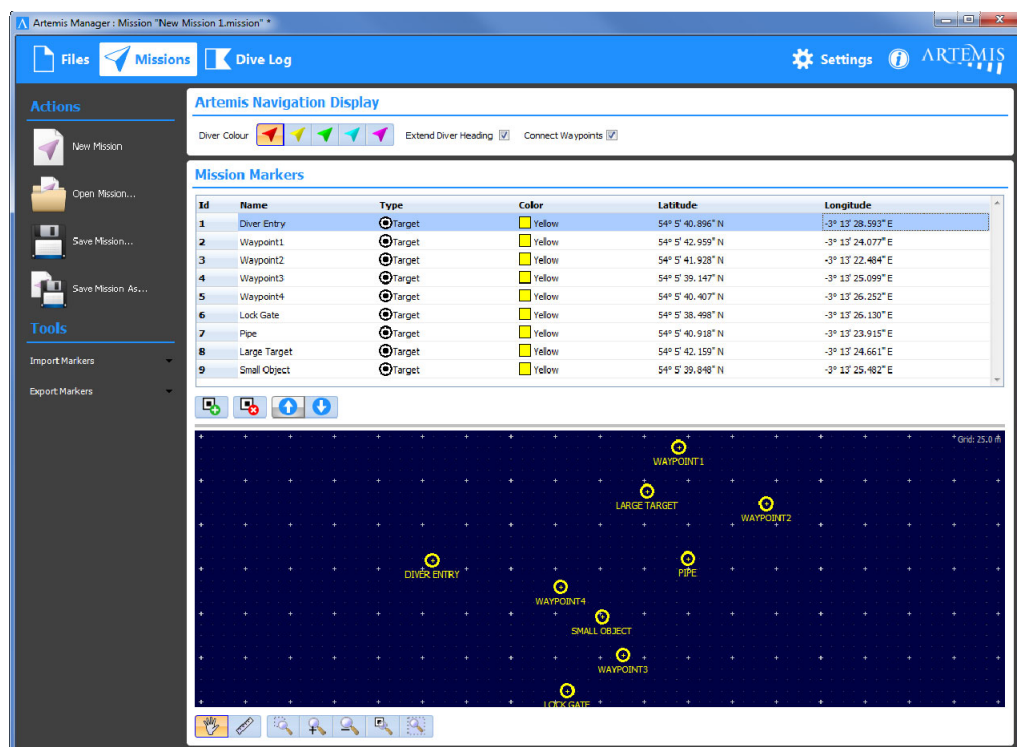 Artemis Manager : Mission "New Mission 1.mission" *
Files Missions Dive Log Settings ARTEMIS
Actions
New Mission
Open Mission...
Save Mission...
Save Mission As...
Tools
Import Markers
Export Markers
Artemis Navigation Display
Diver Colour Extend Diver Heading Connect Waypoints
Mission Markers
Id Name Type Color Latitude Longitude
1 Diver Entry Target Yellow 54° 5' 40.896" N -3° 13' 28.593" E
2 Waypoint1 Target Yellow 54° 5' 42.959" N -3° 13' 24.077" E
3 Waypoint2 Target Yellow 54° 5' 41.928" N -3° 13' 22.484" E
4 Waypoint3 Target Yellow 54° 5' 39.147" N -3° 13' 25.099" E
5 Waypoint4 Target Yellow 54° 5' 40.407" N -3° 13' 26.252" E
6 Lock Gate Target Yellow 54° 5' 38.498" N -3° 13' 26.130" E
7 Pipe Target Yellow 54° 5' 40.918" N -3° 13' 23.915" E
8 Large Target Target Yellow 54° 5' 42.159" N -3° 13' 24.661" E
9 Small Object Target Yellow 54° 5' 39.848" N -3° 13' 25.482" E
Grid: 25.0 m
WAYPOINT1
LARGE TARGET
WAYPOINT2
DIVER ENTRY
PIPE
WAYPOINT4
SMALL OBJECT
WAYPOINT3
LOCK GATE